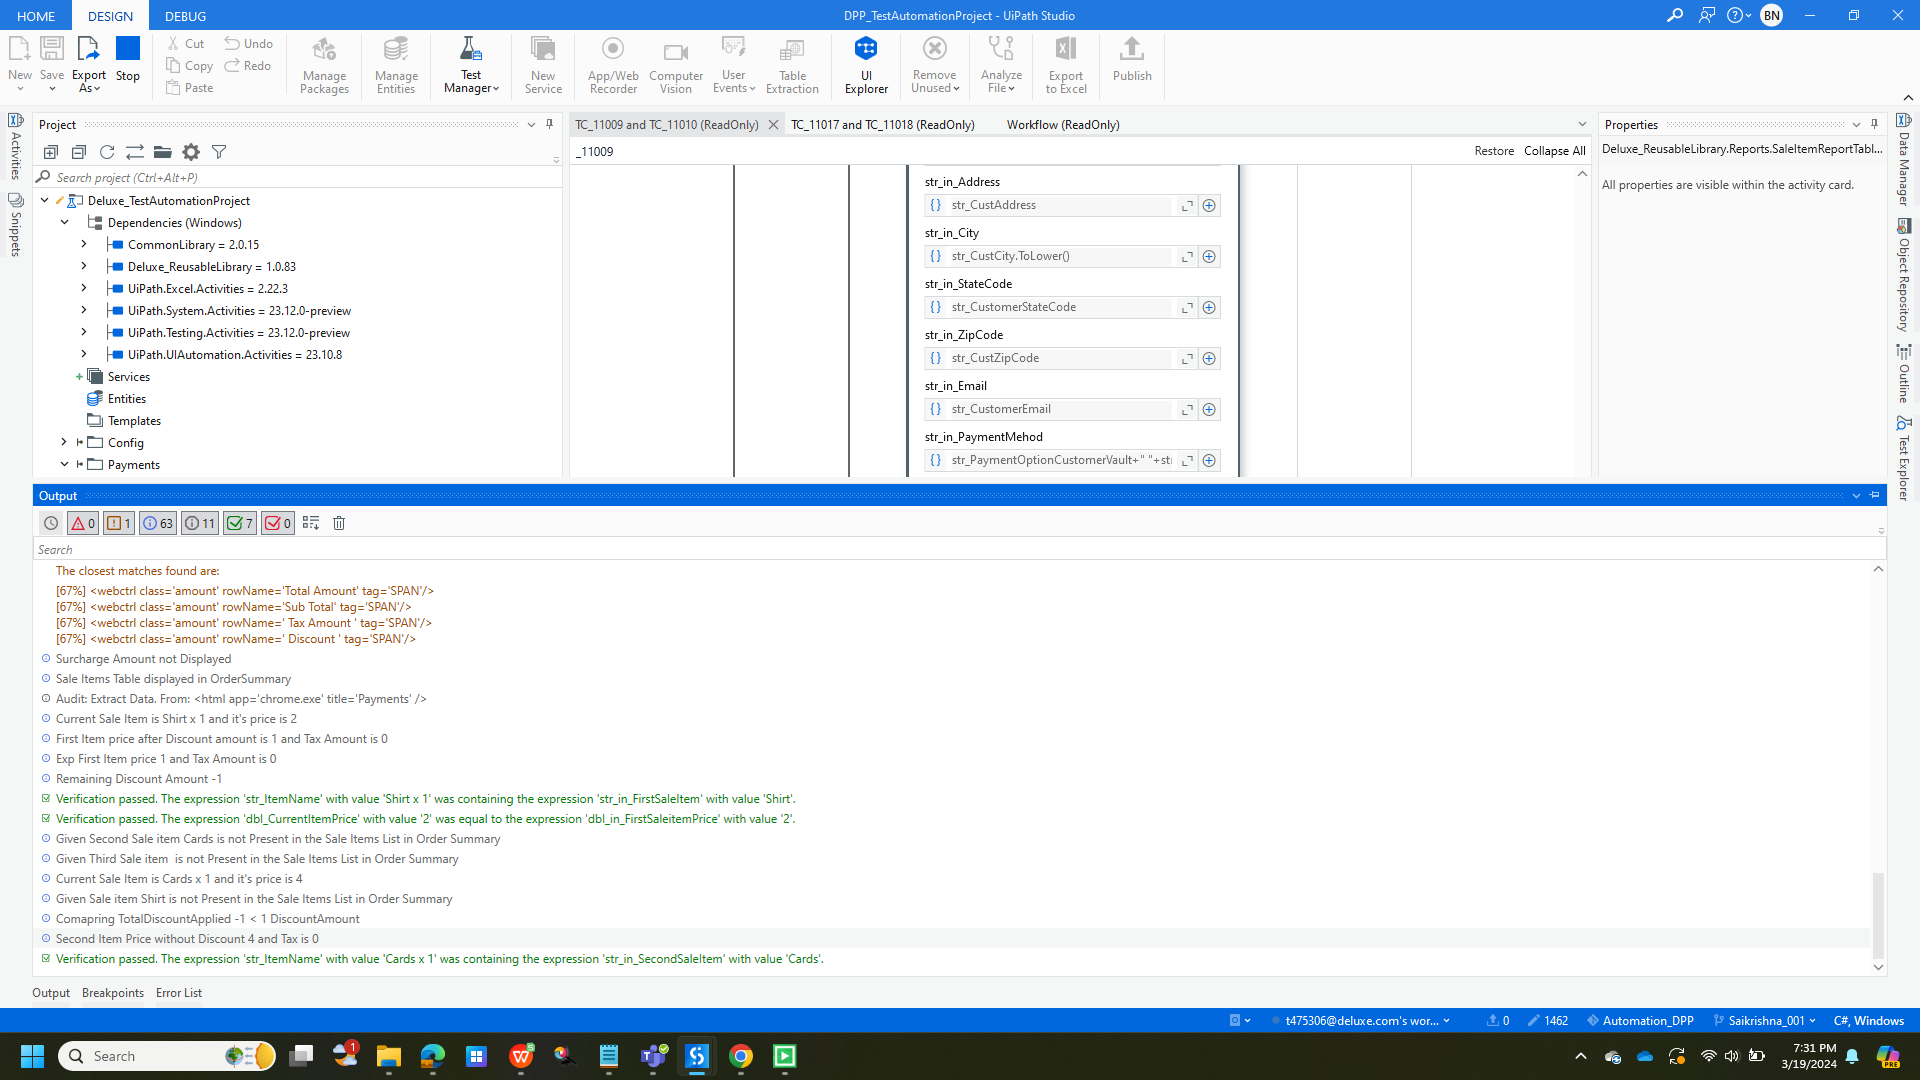 HOME DESIGN DEBUG DPP_TestAutomationProject - UiPath Studio BN
New Save Export As Stop
Cut Copy Paste Undo Redo
Manage Packages
Manage Entities
Test Manager
New Service
App/Web Recorder
Computer Vision
User Events
Table Extraction
UI Explorer
Remove Unused
Analyze File
Export to Excel
Publish
Activities
Snippets
Project
Search project (Ctrl+Alt+P)
Deluxe_TestAutomationProject
Dependencies (Windows)
CommonLibrary = 2.0.15
Deluxe_ReusableLibrary = 1.0.83
UiPath.Excel.Activities = 2.22.3
UiPath.System.Activities = 23.12.0-preview
UiPath.Testing.Activities = 23.12.0-preview
UiPath.UIAutomation.Activities = 23.10.8
Services
Entities
Templates
Config
Payments
TC_11009 and TC_11010 (ReadOnly) TC_11017 and TC_11018 (ReadOnly) Workflow (ReadOnly)
_11009 Restore Collapse All
str_in_Address
{} str_CustAddress
str_in_City
{} str_CustCity.ToLower()
str_in_StateCode
{} str_CustomerStateCode
str_in_ZipCode
{} str_CustZipCode
str_in_Email
{} str_CustomerEmail
str_in_PaymentMehod
{} str_PaymentOptionCustomerVault+" "+str
Properties
Deluxe_ReusableLibrary.Reports.SaleItemReportTabl...
All properties are visible within the activity card.
Data Manager
Object Repository
Outline
Test Explorer
Output
0 1 63 11 7 0
Search
The closest matches found are:
[67%] <webctrl class='amount' rowName='Total Amount' tag='SPAN'/>
[67%] <webctrl class='amount' rowName='Sub Total' tag='SPAN'/>
[67%] <webctrl class='amount' rowName=' Tax Amount ' tag='SPAN'/>
[67%] <webctrl class='amount' rowName=' Discount ' tag='SPAN'/>
Surcharge Amount not Displayed
Sale Items Table displayed in OrderSummary
Audit: Extract Data. From: <html app='chrome.exe' title='Payments' />
Current Sale Item is Shirt x 1 and it's price is 2
First Item price after Discount amount is 1 and Tax Amount is 0
Exp First Item price 1 and Tax Amount is 0
Remaining Discount Amount -1
Verification passed. The expression 'str_ItemName' with value 'Shirt x 1' was containing the expression 'str_in_FirstSaleItem' with value 'Shirt'.
Verification passed. The expression 'dbl_CurrentItemPrice' with value '2' was equal to the expression 'dbl_in_FirstSaleitemPrice' with value '2'.
Given Second Sale item Cards is not Present in the Sale Items List in Order Summary
Given Third Sale item  is not Present in the Sale Items List in Order Summary
Current Sale Item is Cards x 1 and it's price is 4
Given Sale item Shirt is not Present in the Sale Items List in Order Summary
Comapring TotalDiscountApplied -1 < 1 DiscountAmount
Second Item Price without Discount 4 and Tax is 0
Verification passed. The expression 'str_ItemName' with value 'Cards x 1' was containing the expression 'str_in_SecondSaleItem' with value 'Cards'.
Output Breakpoints Error List
t475306@deluxe.com's wor... 0 1462 Automation_DPP Saikrishna_001 C#, Windows
Search 1 7:31 PM
3/19/2024 PRE